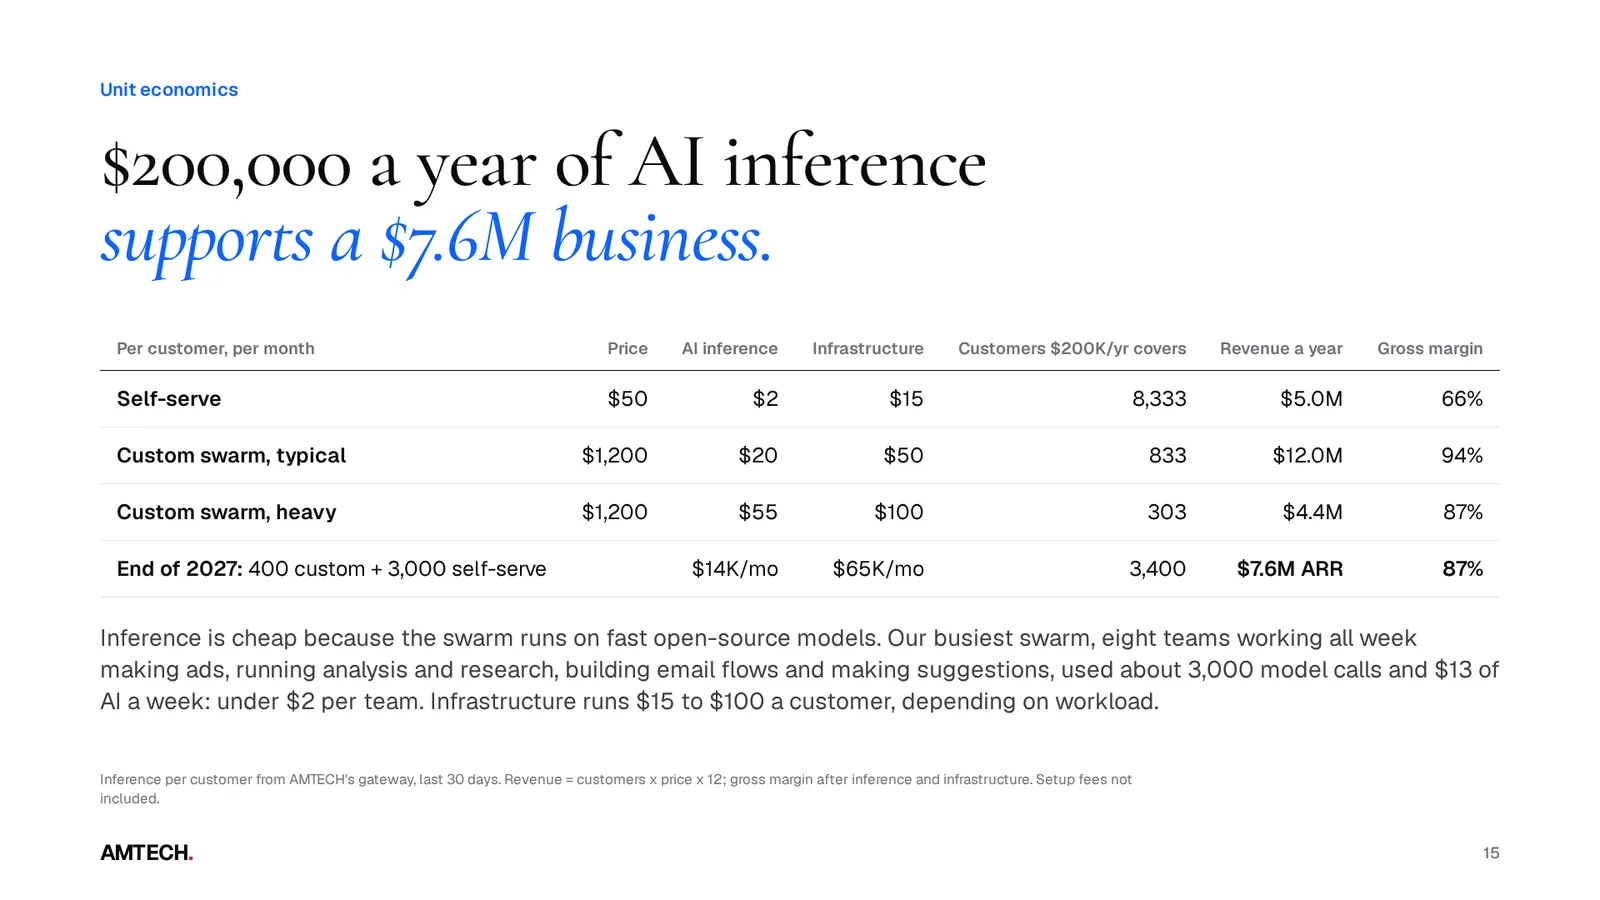 Unit economics
$200,000 a year of AI inference
supports a $7.6M business.
Per customer, per month Price AI inference Infrastructure Customers $200K/yr covers Revenue a year Gross margin
Self-serve $50 $2 $15 8,333 $5.0M 66%
Custom swarm, typical $1,200 $20 $50 833 $12.0M 94%
Custom swarm, heavy $1,200 $55 $100 303 $4.4M 87%
End of 2027: 400 custom + 3,000 self-serve $14K/mo $65K/mo 3,400 $7.6M ARR 87%
Inference is cheap because the swarm runs on fast open-source models. Our busiest swarm, eight teams working all week
making ads, running analysis and research, building email flows and making suggestions, used about 3,000 model calls and $13 of
AI a week: under $2 per team. Infrastructure runs $15 to $100 a customer, depending on workload.
Inference per customer from AMTECH's gateway, last 30 days. Revenue = customers x price x 12; gross margin after inference and infrastructure. Setup fees not
included.
AMTECH.
15